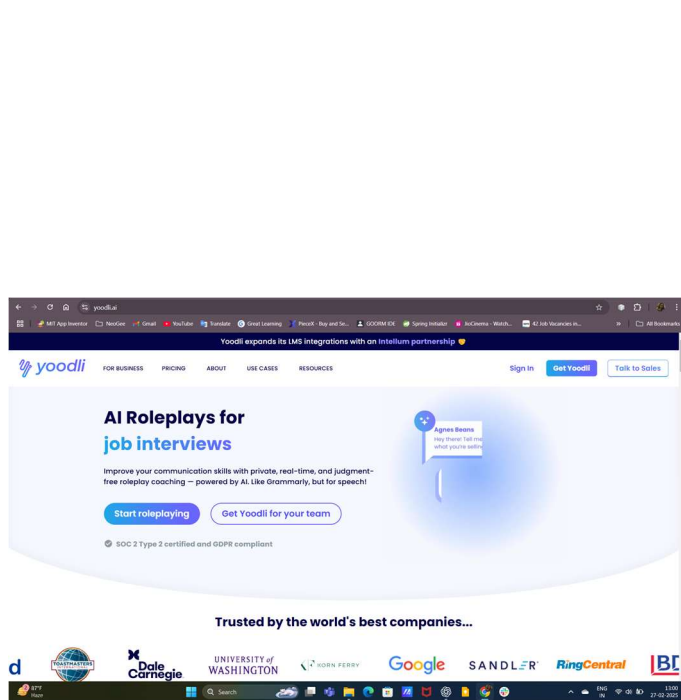 yoodli.ai
MIT App Inventor NeoGee Gmail YouTube Translate Great Learning PieceX - Buy and Se... GOORM IDE Spring Initializr JioCinema - Watch... 42 Job Vacancies in... » All Bookmarks
Yoodli expands its LMS integrations with an Intellum partnership
yoodli FOR BUSINESS PRICING ABOUT USE CASES RESOURCES Sign In Get Yoodli Talk to Sales
AI Roleplays for
job interviews
Agnes Beans
Hey there! Tell me
what you're sellin
Improve your communication skills with private, real-time, and judgment-
free roleplay coaching — powered by AI. Like Grammarly, but for speech!
Start roleplaying Get Yoodli for your team
SOC 2 Type 2 certified and GDPR compliant
Trusted by the world's best companies...
d TOASTMASTERS INTERNATIONAL Dale Carnegie UNIVERSITY of WASHINGTON KORN FERRY Google SANDLER RingCentral
87°F
Haze
Search
ENG
IN
13:00
27-02-2025